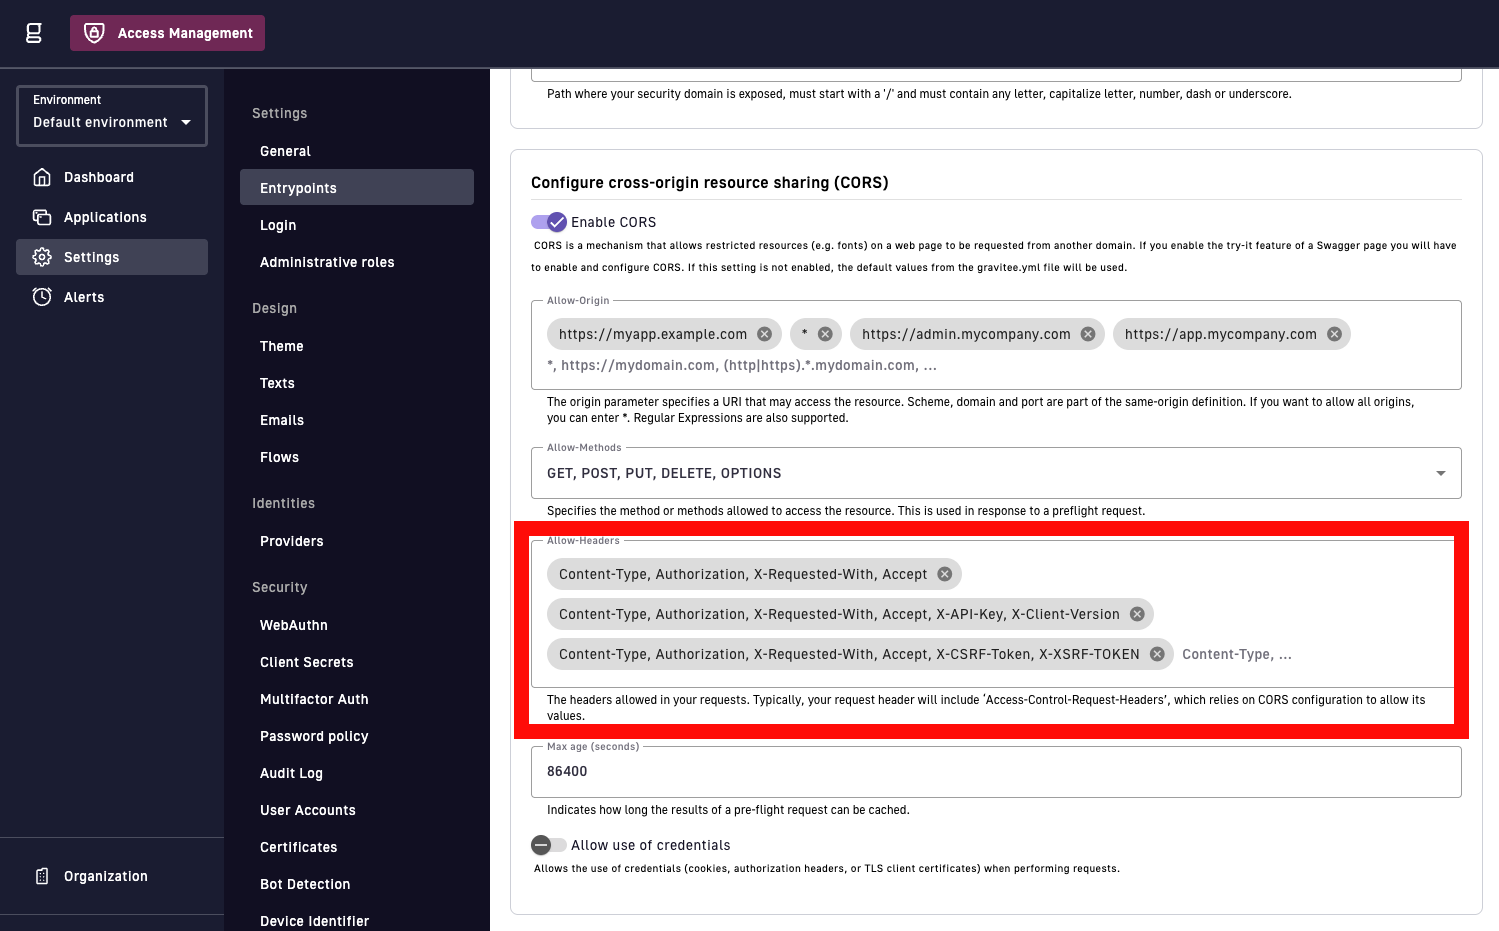 Access Management
Environment
Default environment
Dashboard
Applications
Settings
Alerts
Organization
Settings
General
Entrypoints
Login
Administrative roles
Design
Theme
Texts
Emails
Flows
Identities
Providers
Security
WebAuthn
Client Secrets
Multifactor Auth
Password policy
Audit Log
User Accounts
Certificates
Bot Detection
Device Identifier
Path where your security domain is exposed, must start with a '/' and must contain any letter, capitalize letter, number, dash or underscore.
Configure cross-origin resource sharing (CORS)
Enable CORS
CORS is a mechanism that allows restricted resources (e.g. fonts) on a web page to be requested from another domain. If you enable the try-it feature of a Swagger page you will have
to enable and configure CORS. If this setting is not enabled, the default values from the gravitee.yml file will be used.
Allow-Origin
https://myapp.example.com * https://admin.mycompany.com https://app.mycompany.com
*, https://mydomain.com, (http|https).*.mydomain.com, ...
The origin parameter specifies a URI that may access the resource. Scheme, domain and port are part of the same-origin definition. If you want to allow all origins,
you can enter *. Regular Expressions are also supported.
Allow-Methods
GET, POST, PUT, DELETE, OPTIONS
Specifies the method or methods allowed to access the resource. This is used in response to a preflight request.
Allow-Headers
Content-Type, Authorization, X-Requested-With, Accept
Content-Type, Authorization, X-Requested-With, Accept, X-API-Key, X-Client-Version
Content-Type, Authorization, X-Requested-With, Accept, X-CSRF-Token, X-XSRF-TOKEN Content-Type, ...
The headers allowed in your requests. Typically, your request header will include ‘Access-Control-Request-Headers’, which relies on CORS configuration to allow its
values.
Max age (seconds)
86400
Indicates how long the results of a pre-flight request can be cached.
Allow use of credentials
Allows the use of credentials (cookies, authorization headers, or TLS client certificates) when performing requests.